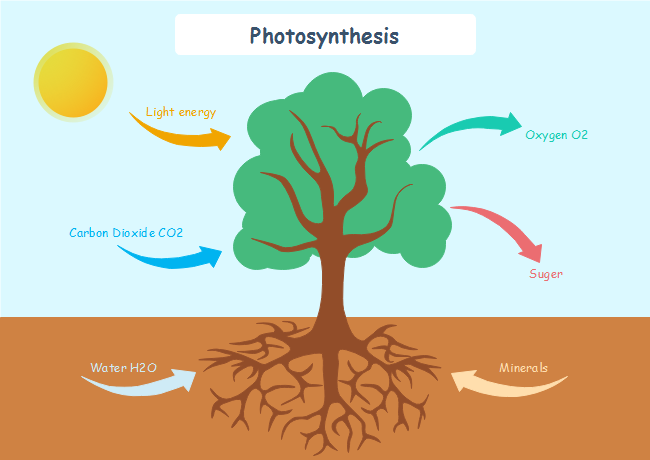 Photosynthesis
Light energy
Oxygen O2
Carbon Dioxide CO2
Suger
Water H2O
Minerals